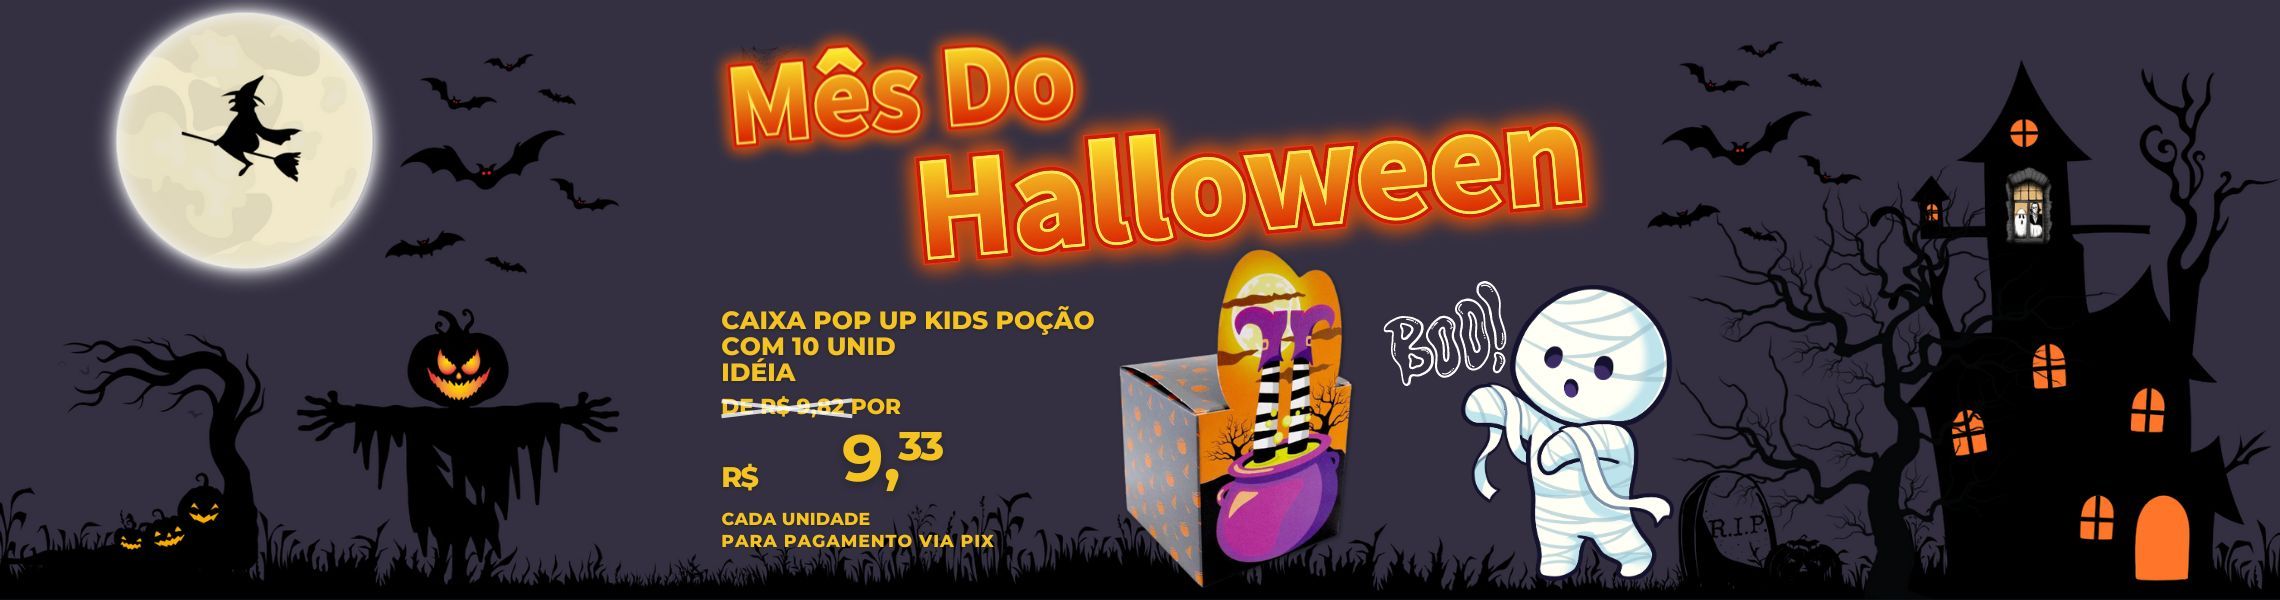 Mês Do
Halloween
CAIXA POP UP KIDS POÇÃO
COM 10 UNID
IDÉIA
DE R$ 9,82 POR
R$ 9,33
CADA UNIDADE
PARA PAGAMENTO VIA PIX
BOO!
R.I.P